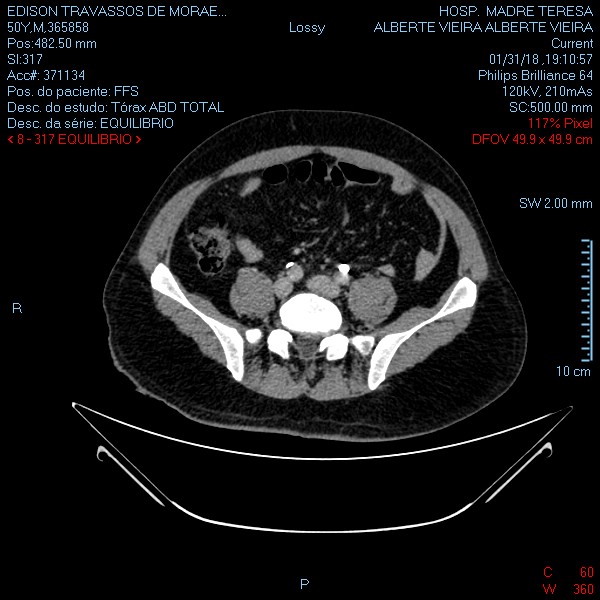 EDISON TRAVASSOS DE MORAE...
50Y,M,365858
Pos:482.50 mm
SI:317
Acc#: 371134
Pos. do paciente: FFS
Desc. do estudo: Tórax ABD TOTAL
Desc. da série: EQUILIBRIO
< 8 - 317 EQUILIBRIO >
Lossy
HOSP. MADRE TERESA
ALBERTE VIEIRA ALBERTE VIEIRA
Current
01/31/18 ,19:10:57
Philips Brilliance 64
120kV, 210mAs
SC:500.00 mm
117% Pixel
DFOV 49.9 x 49.9 cm
SW 2.00 mm
R
10 cm
P
C 60
W 360